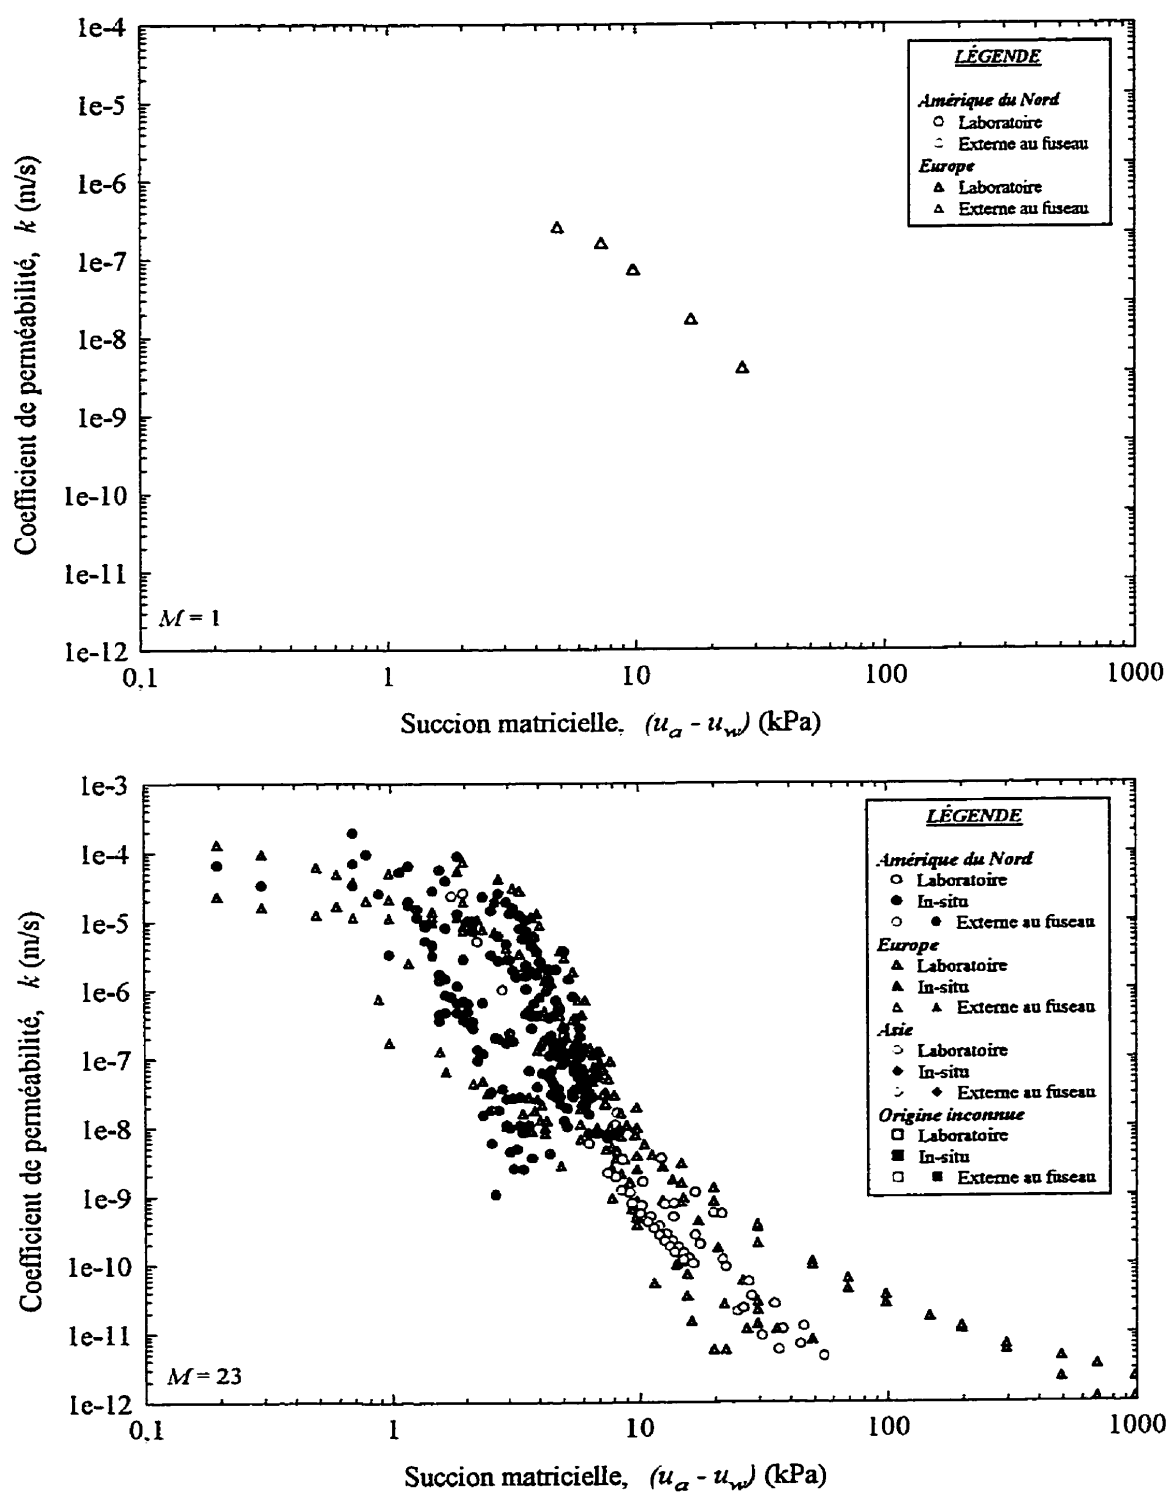 1e-4
1e-5
1e-6
1e-7
1e-8
1e-9
1e-10
1e-11
1e-12
Coefficient de perméabilité, k (m/s)
LÉGENDE
Amérique du Nord
Laboratoire
Externe au fuseau
Europe
Laboratoire
Externe au fuseau
M = 1
0.1 1 10 100 1000
Succion matricielle, (u_a - u_w) (kPa)
1e-3
1e-4
1e-5
1e-6
1e-7
1e-8
1e-9
1e-10
1e-11
1e-12
Coefficient de perméabilité, k (m/s)
LÉGENDE
Amérique du Nord
Laboratoire
In-situ
Externe au fuseau
Europe
Laboratoire
In-situ
Externe au fuseau
Asie
Laboratoire
In-situ
Externe au fuseau
Origine inconnue
Laboratoire
In-situ
Externe au fuseau
M = 23
0.1 1 10 100 1000
Succion matricielle, (u_a - u_w) (kPa)